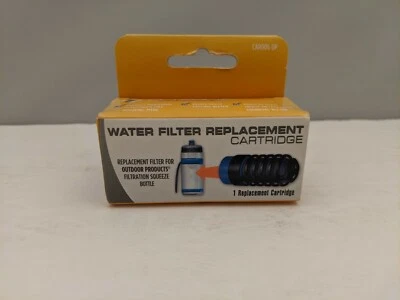 WATER FILTER REPLACEMENT
CARTRIDGE
REPLACEMENT FILTER FOR
OUTDOOR PRODUCTS®
FILTRATION SQUEEZE
BOTTLE
1 Replacement Cartridge